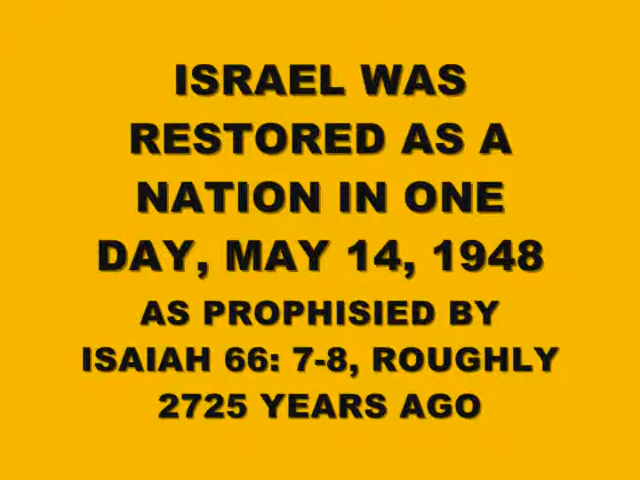 ISRAEL WAS
RESTORED AS A
NATION IN ONE
DAY, MAY 14, 1948
AS PROPHISIED BY
ISAIAH 66: 7-8, ROUGHLY
2725 YEARS AGO